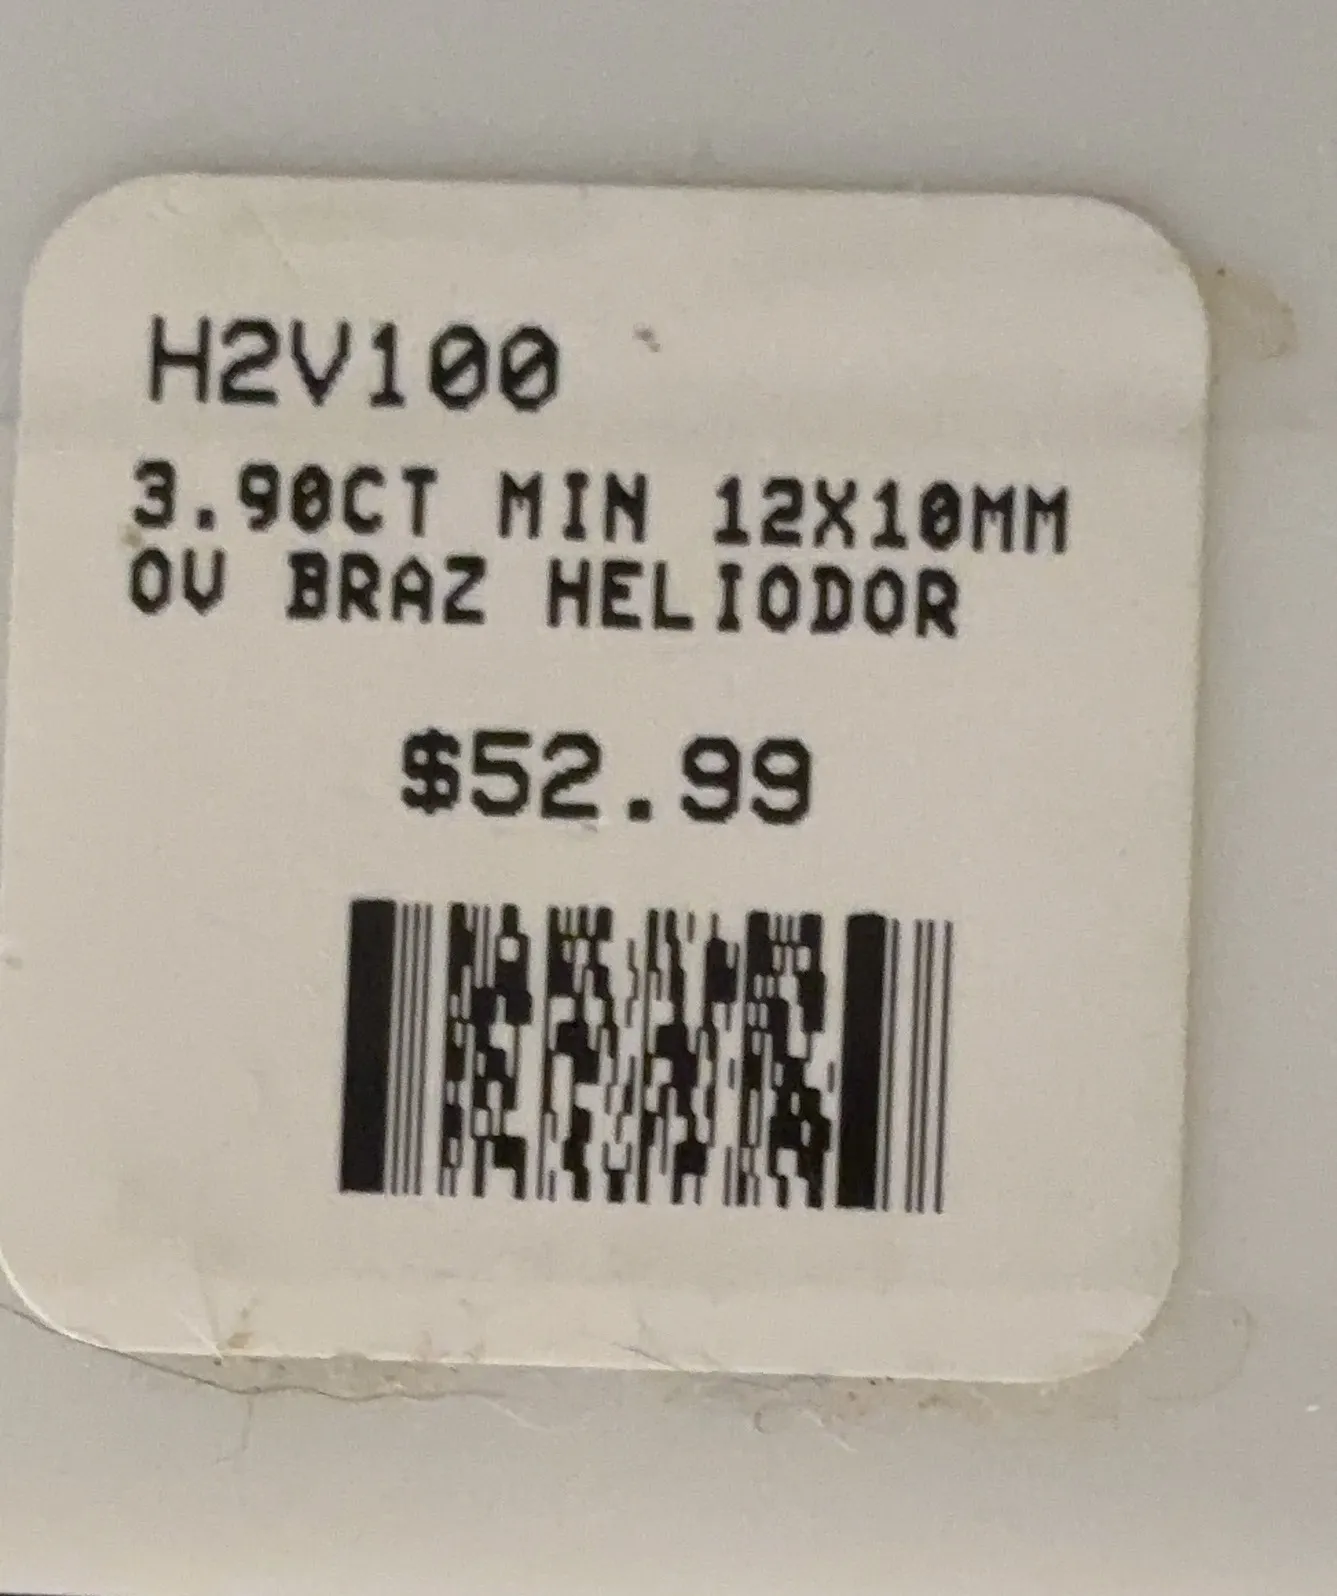 H2V100
3.90CT MIN 12X10MM
OV BRAZ HELIODOR
$52.99